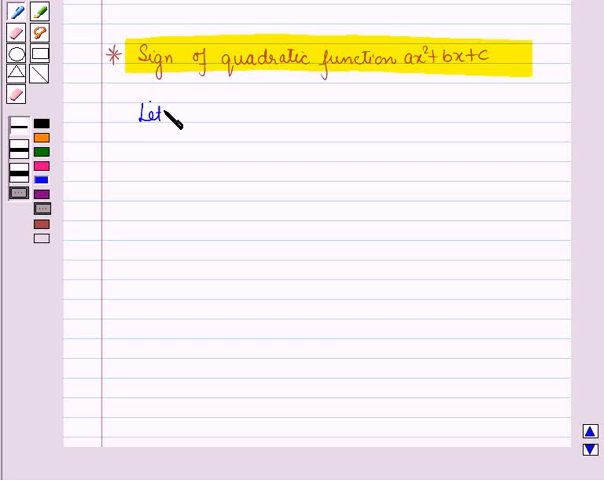 * Sign of quadratic function ax²+bx+c
Let